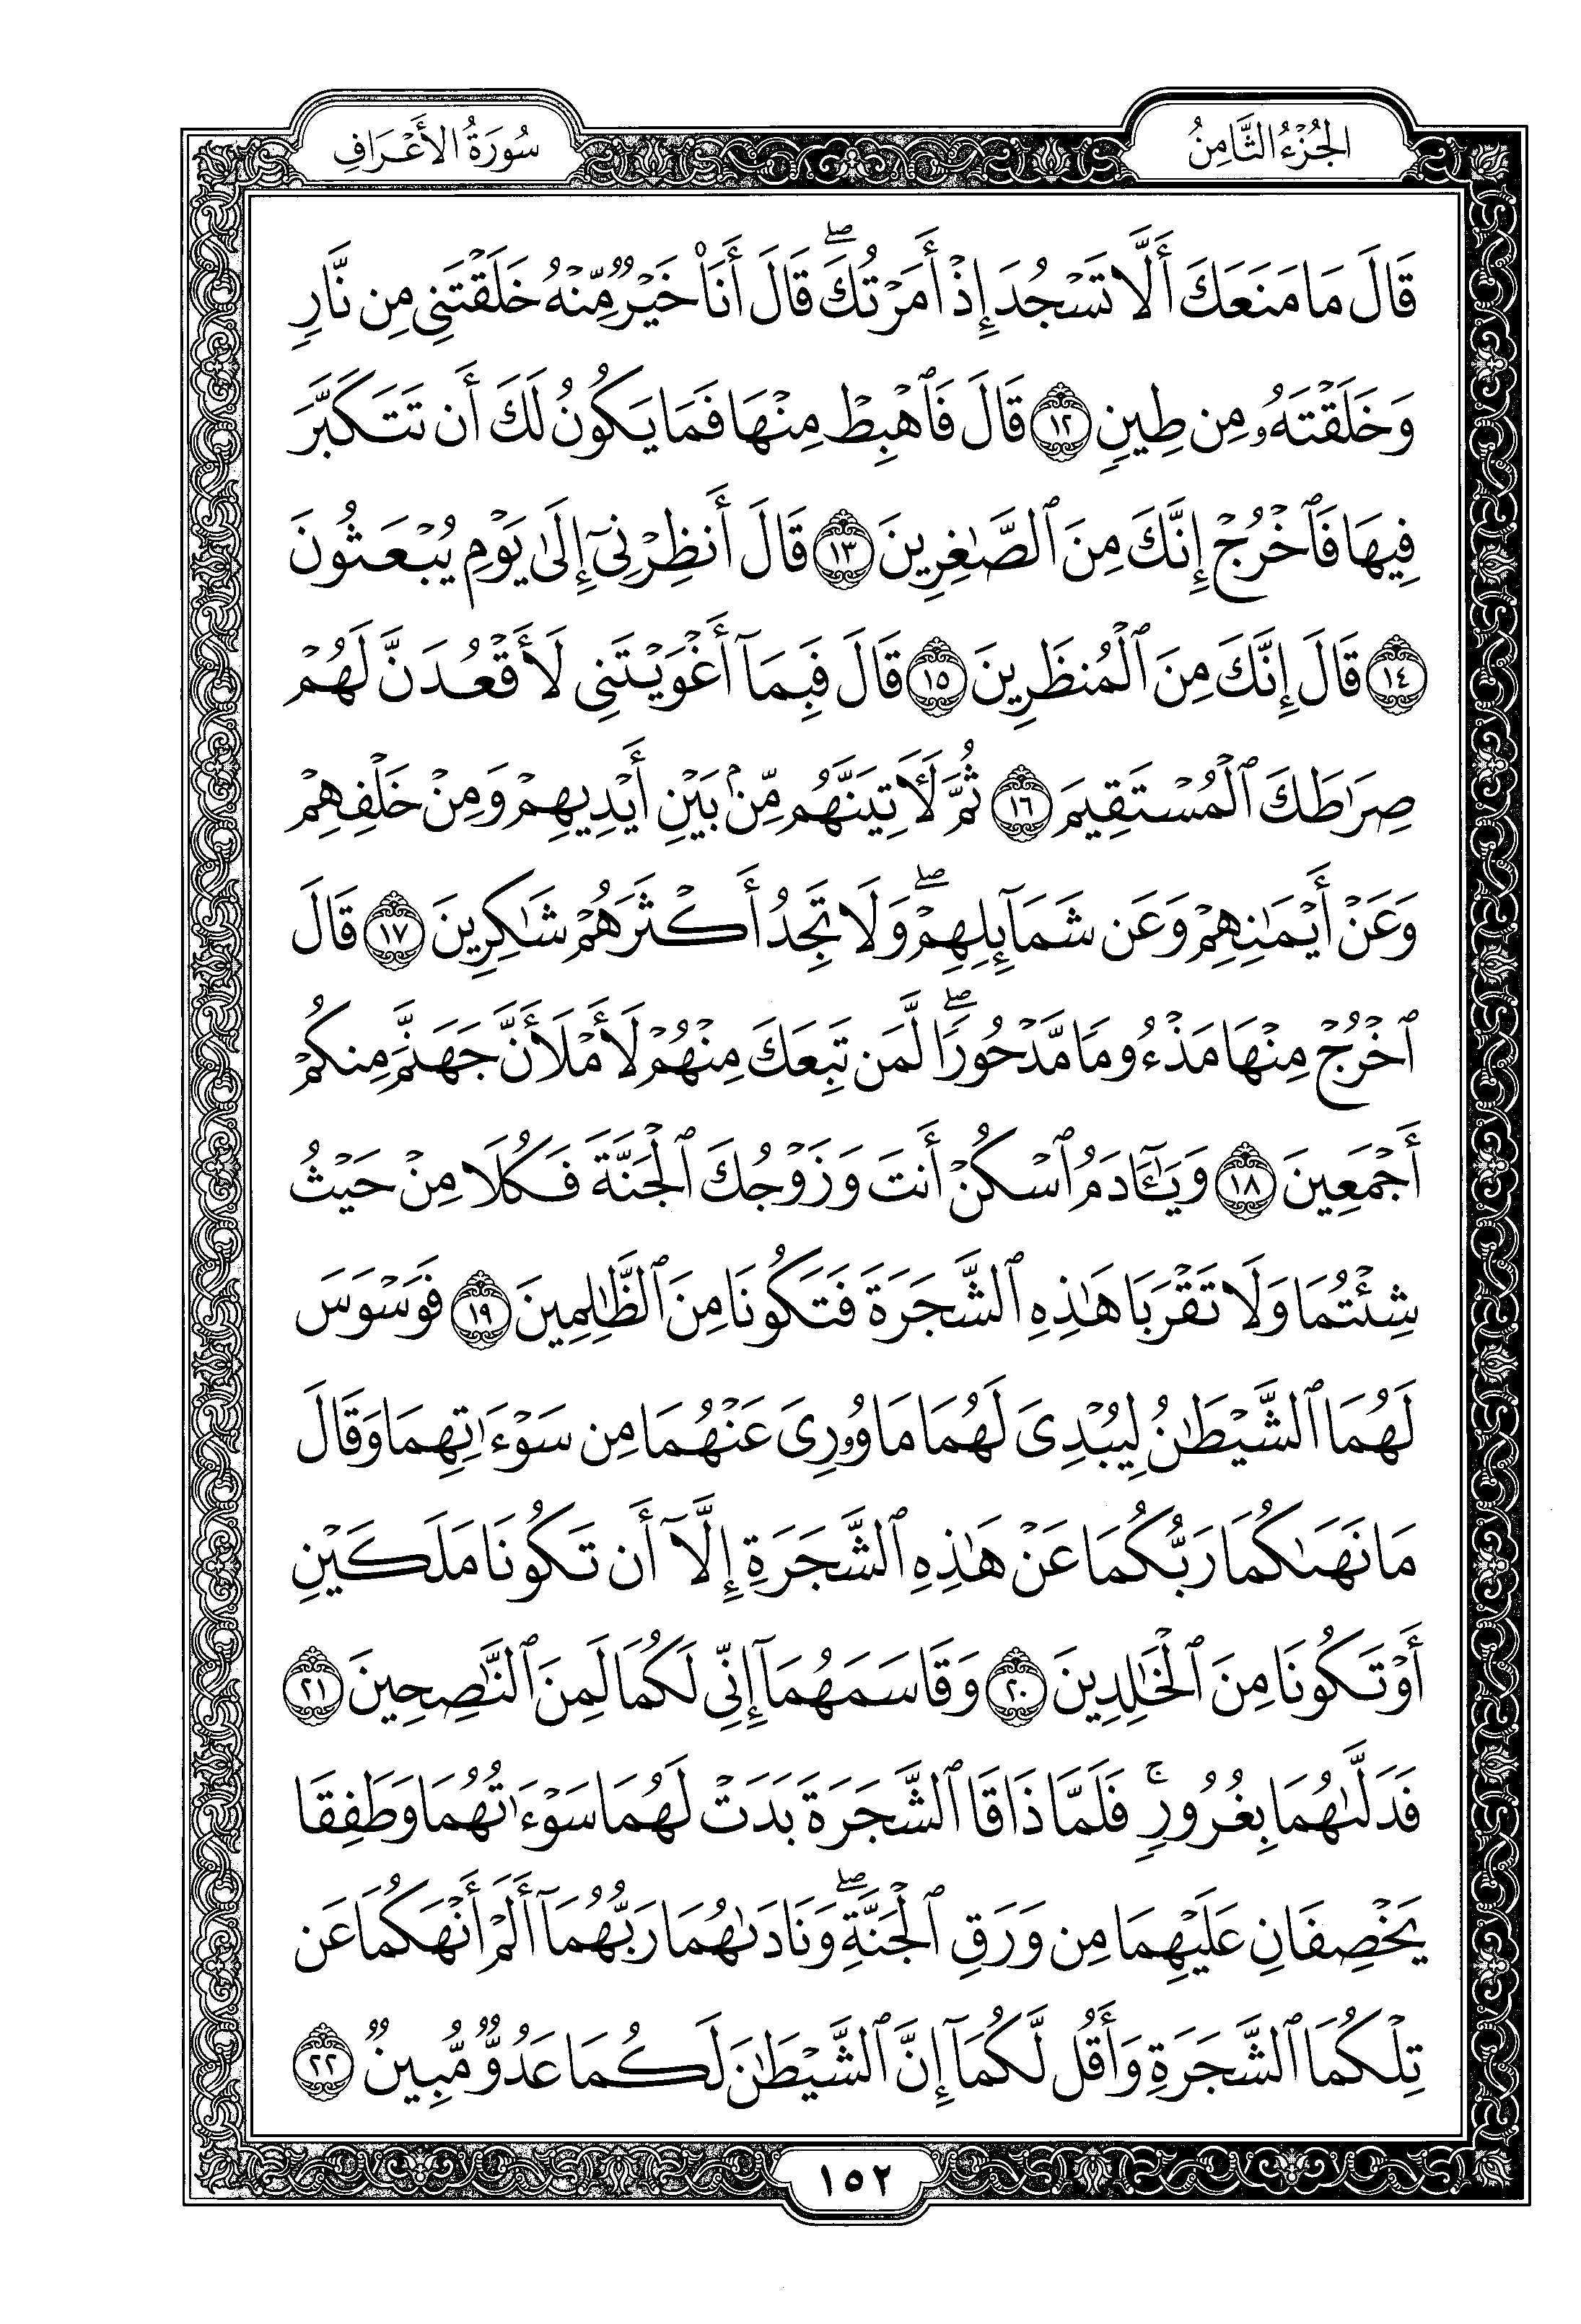 الجُزْءُ الثَّامِنُ
سُورَةُ الأَعْرَافِ
قَالَ مَا مَنَعَكَ أَلَّا تَسْجُدَ إِذْ أَمَرْتُكَۖ قَالَ أَنَا۠ خَيْرٌ مِّنْهُ خَلَقْتَنِى مِن نَّارٍ
وَخَلَقْتَهُۥ مِن طِينٍ ١٢ قَالَ فَٱهْبِطْ مِنْهَا فَمَا يَكُونُ لَكَ أَن تَتَكَبَّرَ
فِيهَا فَٱخْرُجْ إِنَّكَ مِنَ ٱلصَّٰغِرِينَ ١٣ قَالَ أَنظِرْنِىٓ إِلَىٰ يَوْمِ يُبْعَثُونَ
١٤ قَالَ إِنَّكَ مِنَ ٱلْمُنظَرِينَ ١٥ قَالَ فَبِمَآ أَغْوَيْتَنِى لَأَقْعُدَنَّ لَهُمْ
صِرَٰطَكَ ٱلْمُسْتَقِيمَ ١٦ ثُمَّ لَأَتِيَنَّهُم مِّنۢ بَيْنِ أَيْدِيهِمْ وَمِنْ خَلْفِهِمْ
وَعَنْ أَيْمَٰنِهِمْ وَعَن شَمَآئِلِهِمْۖ وَلَا تَجِدُ أَكْثَرَهُمْ شَٰكِرِينَ ١٧ قَالَ
ٱخْرُجْ مِنْهَا مَذْءُومًا مَّدْحُورًاۖ لَّمَن تَبِعَكَ مِنْهُمْ لَأَمْلَأَنَّ جَهَنَّمَ مِنكُمْ
أَجْمَعِينَ ١٨ وَيَٰٓـَٔادَمُ ٱسْكُنْ أَنتَ وَزَوْجُكَ ٱلْجَنَّةَ فَكُلَا مِنْ حَيْثُ
شِئْتُمَا وَلَا تَقْرَبَا هَٰذِهِ ٱلشَّجَرَةَ فَتَكُونَا مِنَ ٱلظَّٰلِمِينَ ١٩ فَوَسْوَسَ
لَهُمَا ٱلشَّيْطَٰنُ لِيُبْدِىَ لَهُمَا مَا وُۥرِىَ عَنْهُمَا مِن سَوْءَٰتِهِمَا وَقَالَ
مَا نَهَىٰكُمَا رَبُّكُمَا عَنْ هَٰذِهِ ٱلشَّجَرَةِ إِلَّآ أَن تَكُونَا مَلَكَيْنِ
أَوْ تَكُونَا مِنَ ٱلْخَٰلِدِينَ ٢٠ وَقَاسَمَهُمَآ إِنِّى لَكُمَا لَمِنَ ٱلنَّٰصِحِينَ ٢١
فَدَلَّىٰهُمَا بِغُرُورٍۚ فَلَمَّا ذَاقَا ٱلشَّجَرَةَ بَدَتْ لَهُمَا سَوْءَٰتُهُمَا وَطَفِقَا
يَخْصِفَانِ عَلَيْهِمَا مِن وَرَقِ ٱلْجَنَّةِۖ وَنَادَىٰهُمَا رَبُّهُمَآ أَلَمْ أَنْهَكُمَا عَن
تِلْكُمَا ٱلشَّجَرَةِ وَأَقُل لَّكُمَآ إِنَّ ٱلشَّيْطَٰنَ لَكُمَا عَدُوٌّ مُّبِينٌ ٢٢
١٥٢